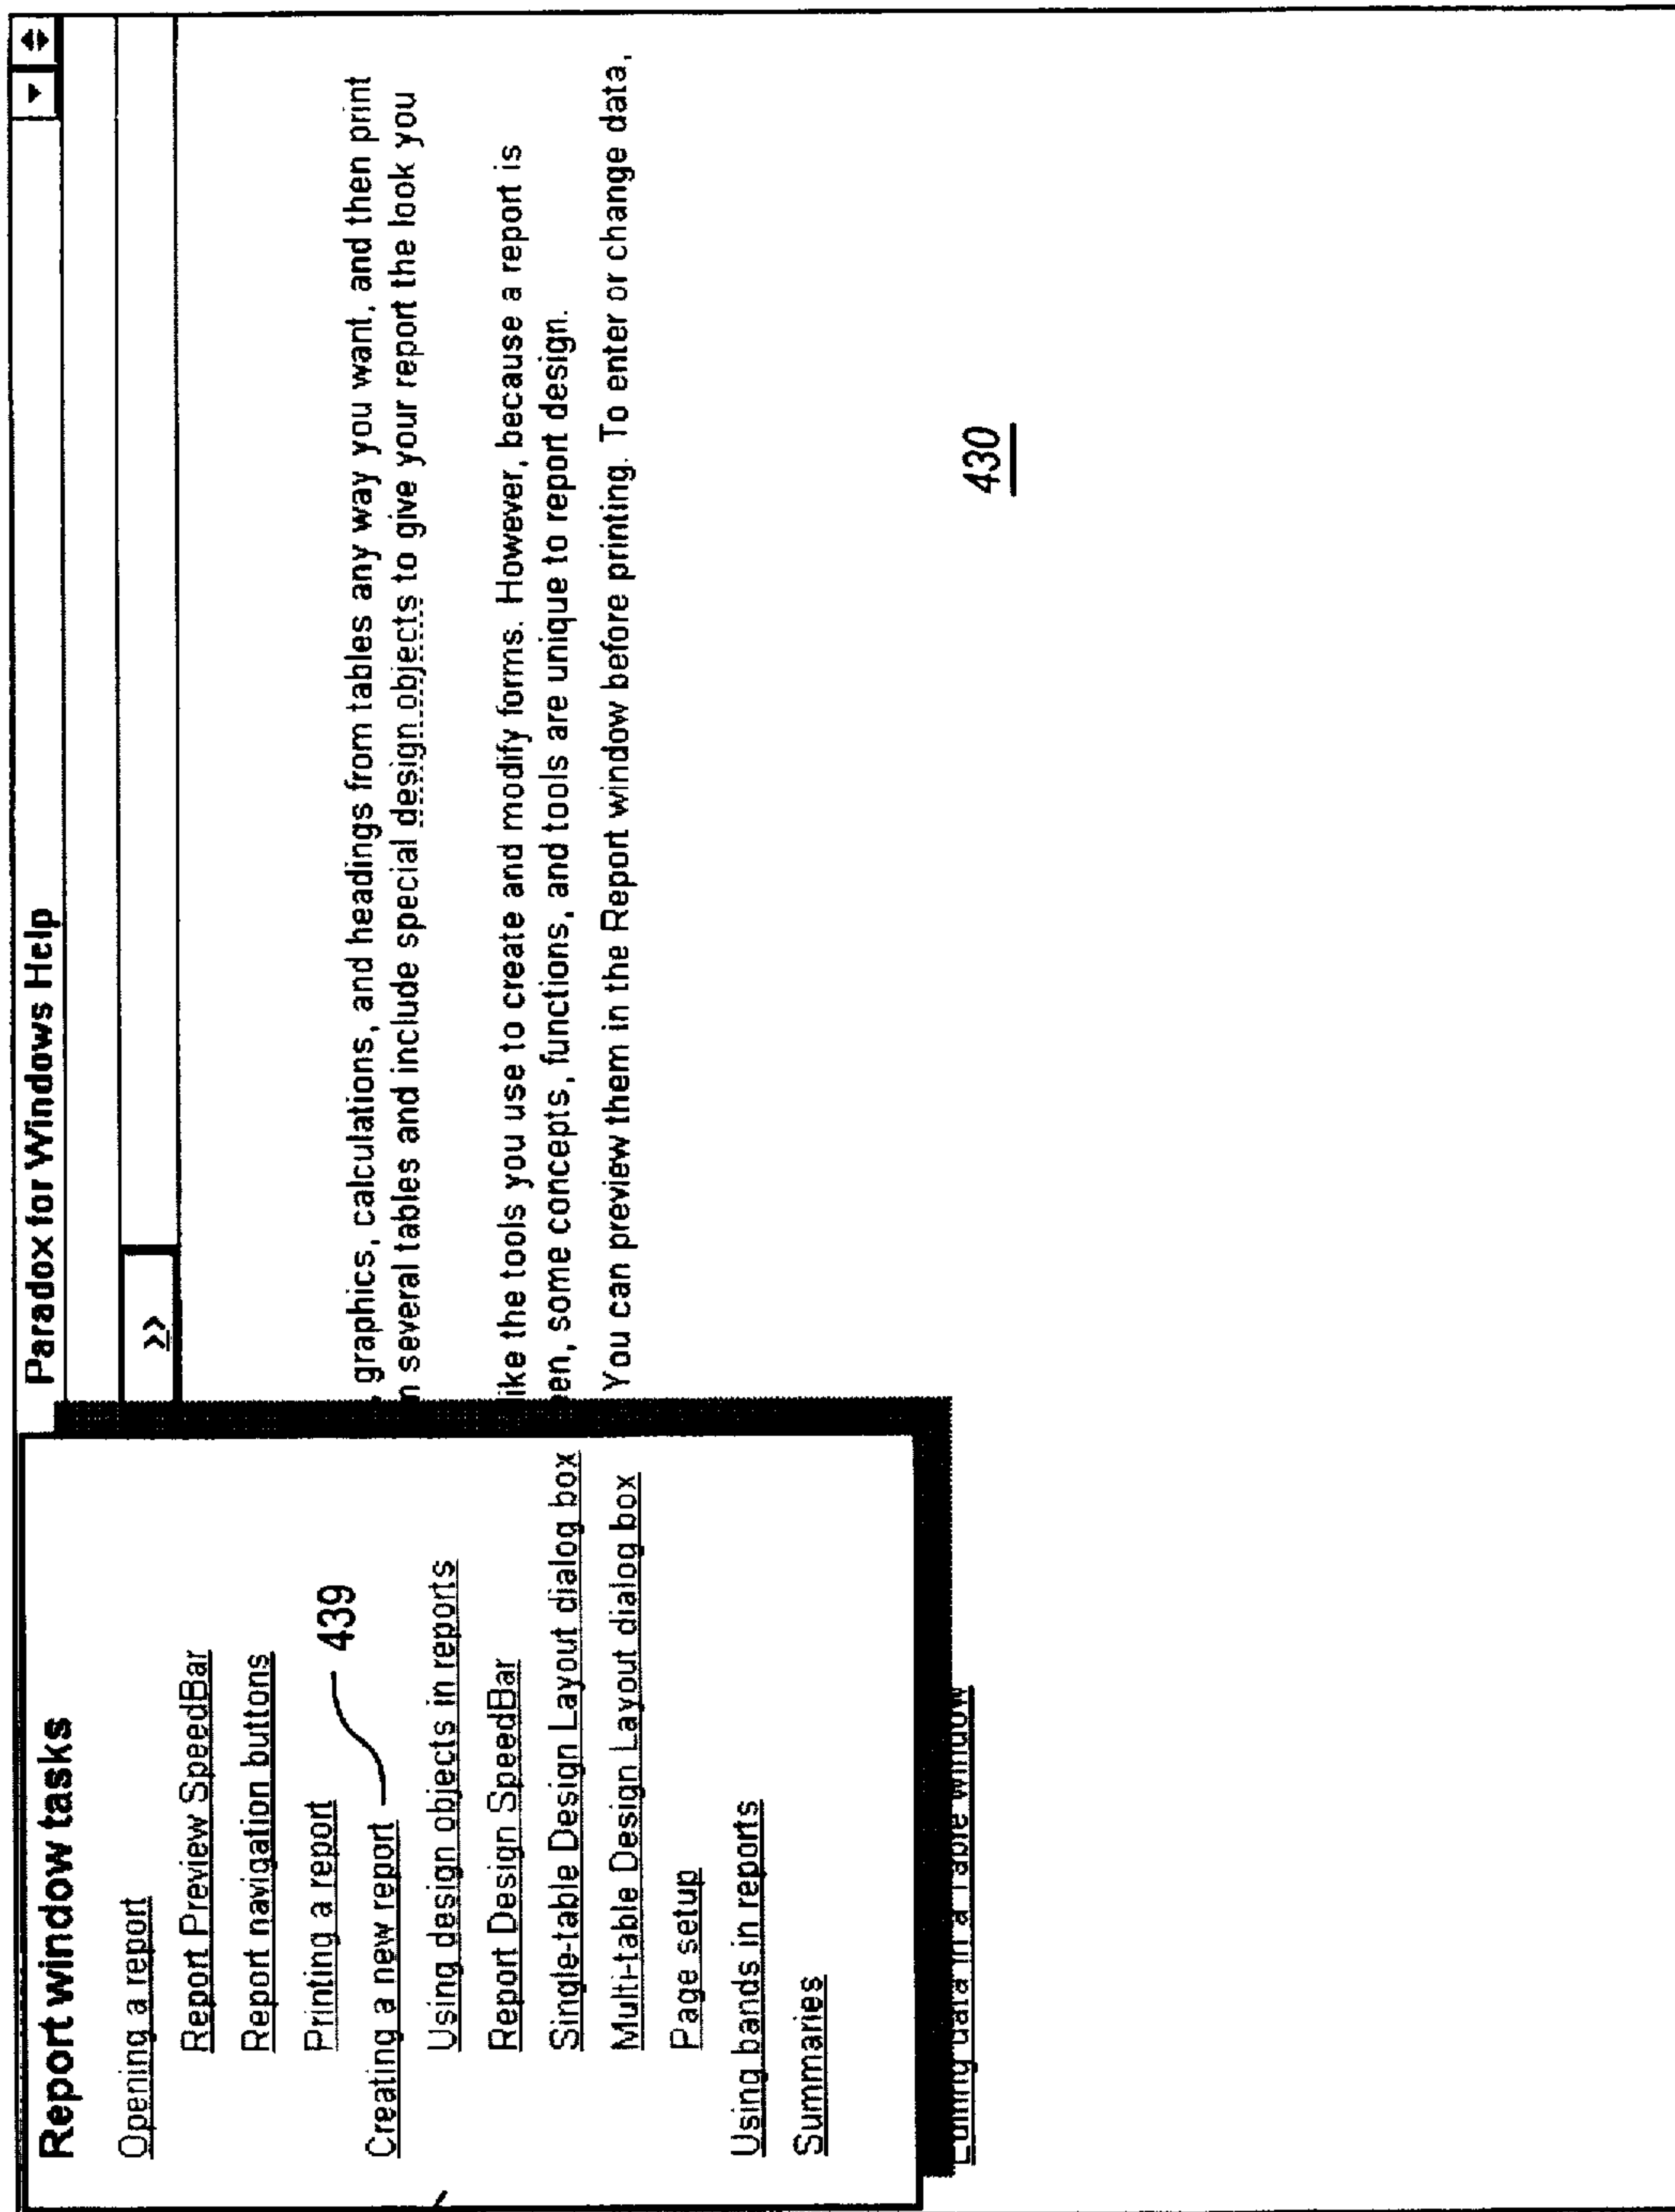 Paradox for Windows Help
>>
Report window tasks
Opening a report
Report Preview SpeedBar
Report navigation buttons
Printing a report
439
Creating a new report
Using design objects in reports
Report Design SpeedBar
Single-table Design Layout dialog box
Multi-table Design Layout dialog box
Page setup
Using bands in reports
Summaries
graphics, calculations, and headings from tables any way you want, and then print
several tables and include special design objects to give your report the look you
the tools you use to create and modify forms. However, because a report is
some concepts, functions, and tools are unique to report design.
You can preview them in the Report window before printing. To enter or change data,
data in a Table window
430